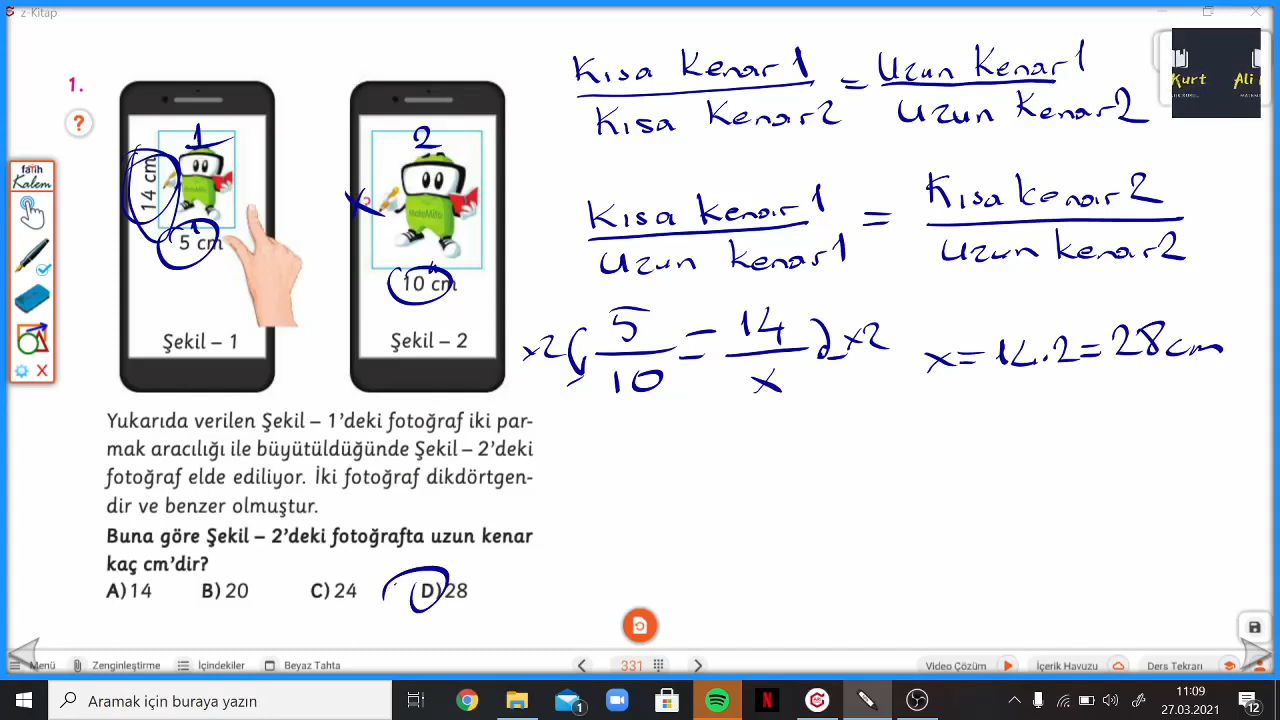 z-Kitap
1.
?
fatih
Kalem
1
14 cm
5 cm
Şekil – 1
2
x
?
10 cm
Şekil – 2
Kısa Kenar 1 = Uzun Kenar 1
Kısa Kenar 2 Uzun Kenar 2
Kısa kenar 1 = Kısa kenar 2
Uzun kenar 1 Uzun kenar 2
x2 5 = 14 x2 x = 14.2 = 28 cm
10 x
Kurt Ali
Yukarıda verilen Şekil – 1’deki fotoğraf iki par-
mak aracılığı ile büyütüldüğünde Şekil – 2’deki
fotoğraf elde ediliyor. İki fotoğraf dikdörtgen-
dir ve benzer olmuştur.
Buna göre Şekil – 2’deki fotoğrafta uzun kenar
kaç cm’dir?
A) 14 B) 20 C) 24 D) 28
Menü Zenginleştirme İçindekiler Beyaz Tahta 331 Video Çözüm İçerik Havuzu Ders Tekrarı
Aramak için buraya yazın
1
11:09
27.03.2021
12